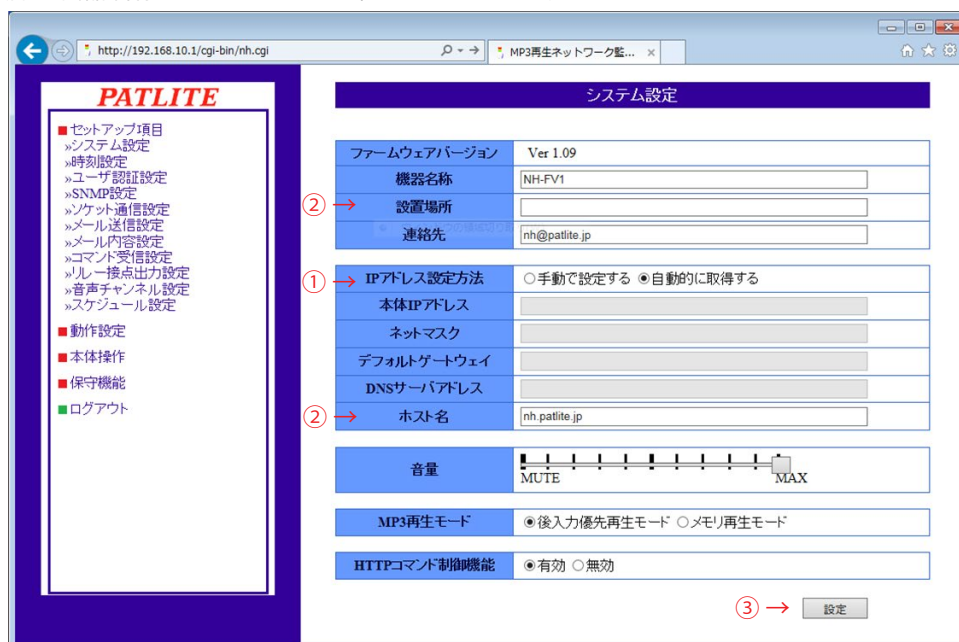 http://192.168.10.1/cgi-bin/nh.cgi
MP3再生ネットワーク監...
PATLITE
■セットアップ項目
»システム設定
»時刻設定
»ユーザ認証設定
»SNMP設定
»ソケット通信設定
»メール送信設定
»メール内容設定
»コマンド受信設定
»リレー接点出力設定
»音声チャンネル設定
»スケジュール設定
■動作設定
■本体操作
■保守機能
■ログアウト
システム設定
ファームウェアバージョン Ver 1.09
機器名称 NH-FV1
② → 設置場所
連絡先 nh@patlite.jp
① → IPアドレス設定方法 ○手動で設定する ◉自動的に取得する
本体IPアドレス
ネットマスク
デフォルトゲートウェイ
DNSサーバアドレス
② → ホスト名 nh.patlite.jp
音量 MUTE MAX
MP3再生モード ◉後入力優先再生モード ○メモリ再生モード
HTTPコマンド制御機能 ◉有効 ○無効
③ → 設定